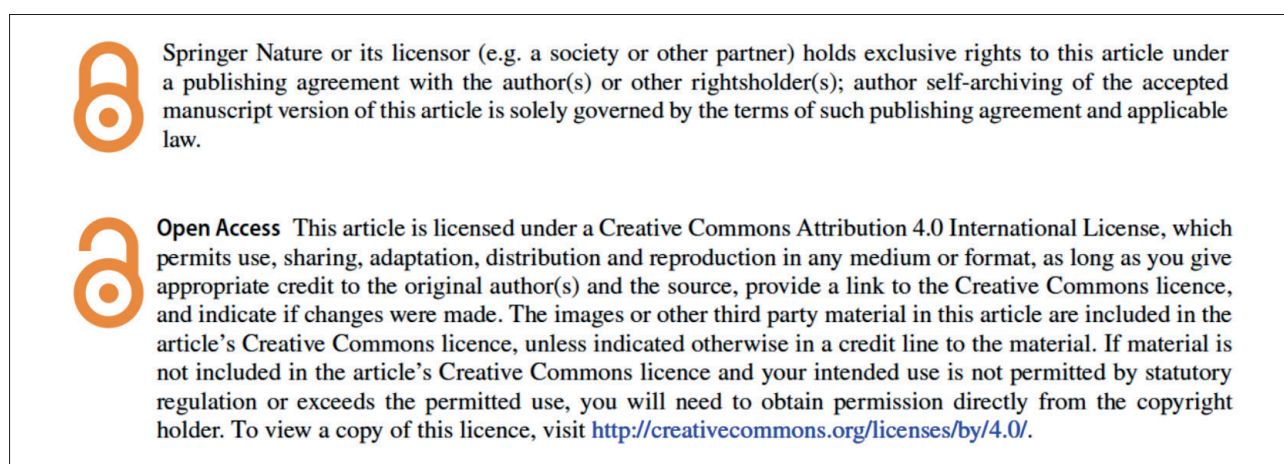 Springer Nature or its licensor (e.g. a society or other partner) holds exclusive rights to this article under
a publishing agreement with the author(s) or other rightsholder(s); author self-archiving of the accepted
manuscript version of this article is solely governed by the terms of such publishing agreement and applicable
law.
Open Access This article is licensed under a Creative Commons Attribution 4.0 International License, which
permits use, sharing, adaptation, distribution and reproduction in any medium or format, as long as you give
appropriate credit to the original author(s) and the source, provide a link to the Creative Commons licence,
and indicate if changes were made. The images or other third party material in this article are included in the
article's Creative Commons licence, unless indicated otherwise in a credit line to the material. If material is
not included in the article's Creative Commons licence and your intended use is not permitted by statutory
regulation or exceeds the permitted use, you will need to obtain permission directly from the copyright
holder. To view a copy of this licence, visit http://creativecommons.org/licenses/by/4.0/.